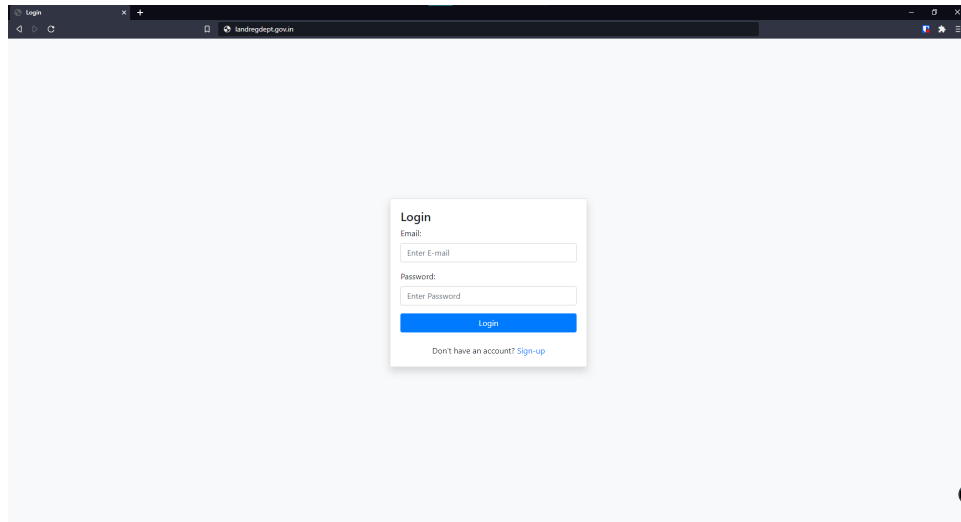 Login
landregdept.gov.in
Login
Email:
Enter E-mail
Password:
Enter Password
Login
Don't have an account? Sign-up